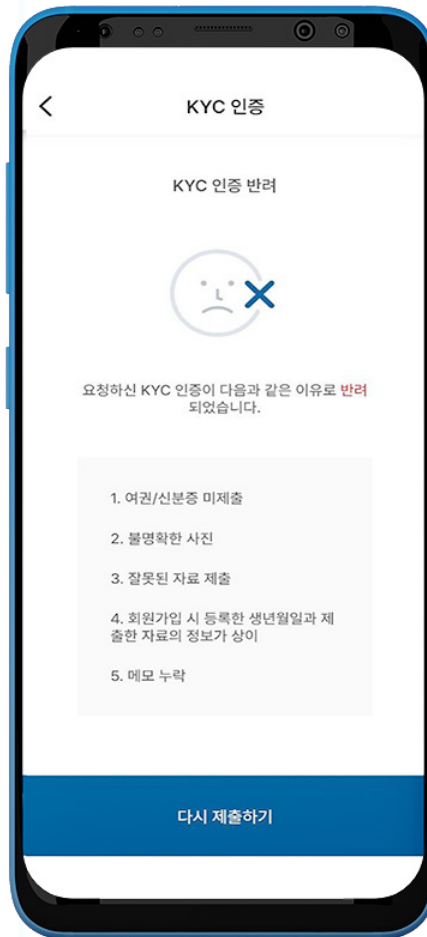 KYC 인증
KYC 인증 반려
요청하신 KYC 인증이 다음과 같은 이유로 반려
되었습니다.
1. 여권/신분증 미제출
2. 불명확한 사진
3. 잘못된 자료 제출
4. 회원가입 시 등록한 생년월일과 제
출한 자료의 정보가 상이
5. 메모 누락
다시 제출하기